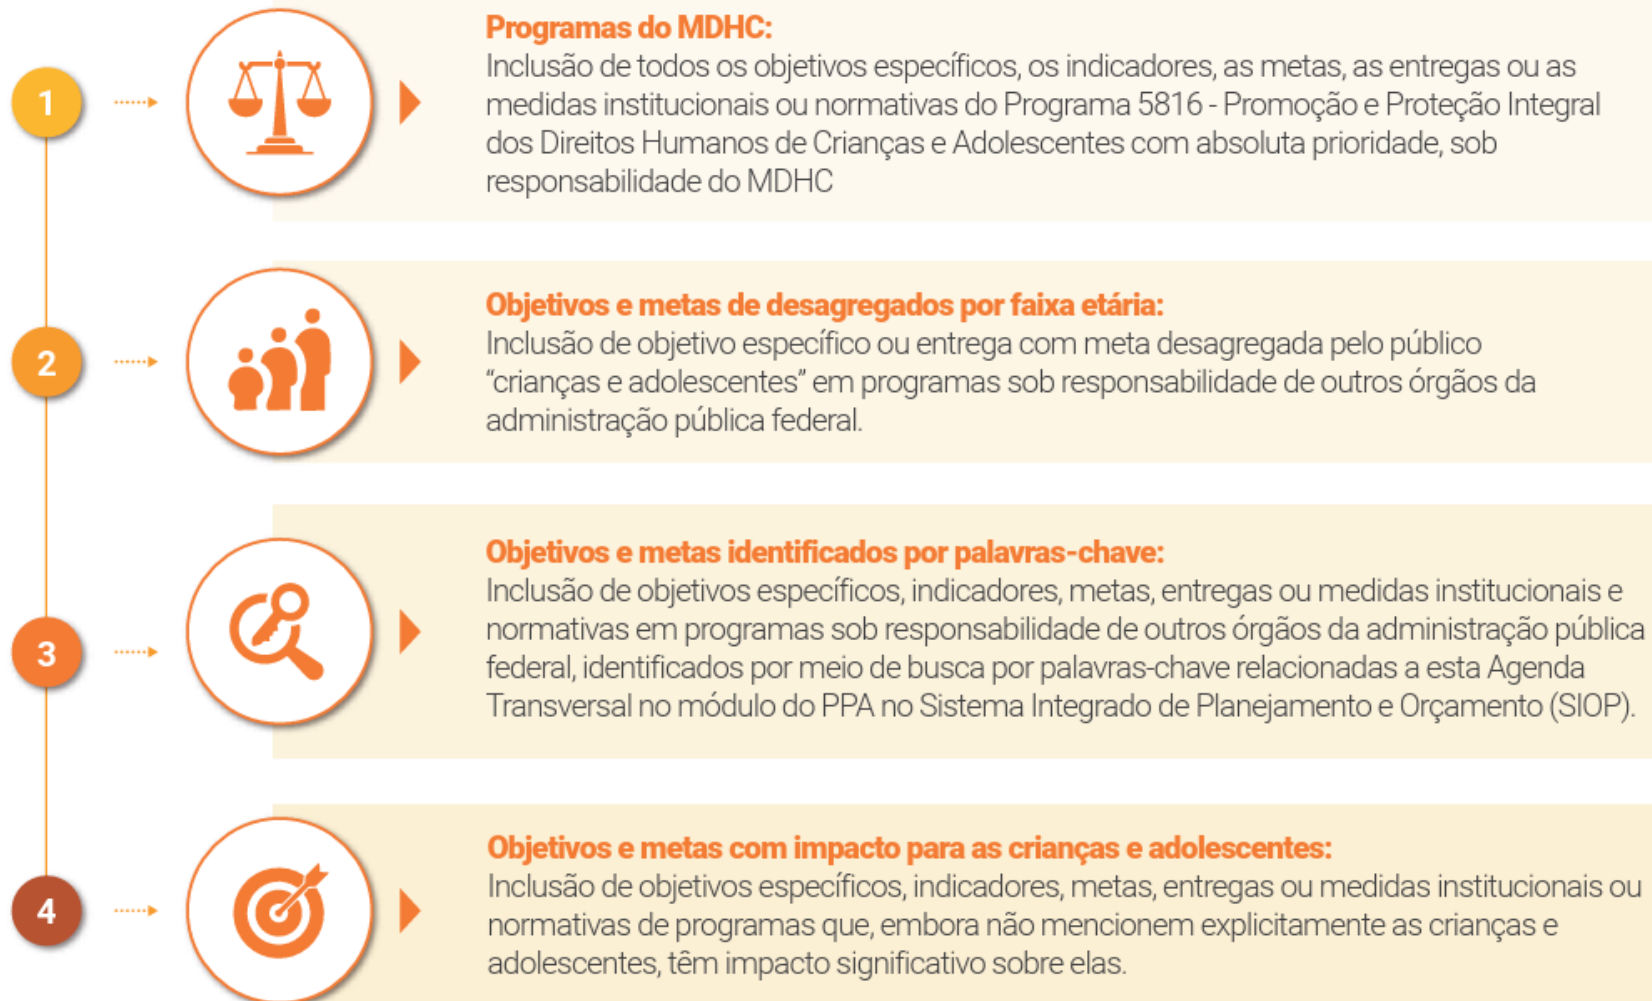 1
Programas do MDHC:
Inclusão de todos os objetivos específicos, os indicadores, as metas, as entregas ou as
medidas institucionais ou normativas do Programa 5816 - Promoção e Proteção Integral
dos Direitos Humanos de Crianças e Adolescentes com absoluta prioridade, sob
responsabilidade do MDHC
2
Objetivos e metas de desagregados por faixa etária:
Inclusão de objetivo específico ou entrega com meta desagregada pelo público
“crianças e adolescentes” em programas sob responsabilidade de outros órgãos da
administração pública federal.
3
Objetivos e metas identificados por palavras-chave:
Inclusão de objetivos específicos, indicadores, metas, entregas ou medidas institucionais e
normativas em programas sob responsabilidade de outros órgãos da administração pública
federal, identificados por meio de busca por palavras-chave relacionadas a esta Agenda
Transversal no módulo do PPA no Sistema Integrado de Planejamento e Orçamento (SIOP).
4
Objetivos e metas com impacto para as crianças e adolescentes:
Inclusão de objetivos específicos, indicadores, metas, entregas ou medidas institucionais ou
normativas de programas que, embora não mencionem explicitamente as crianças e
adolescentes, têm impacto significativo sobre elas.